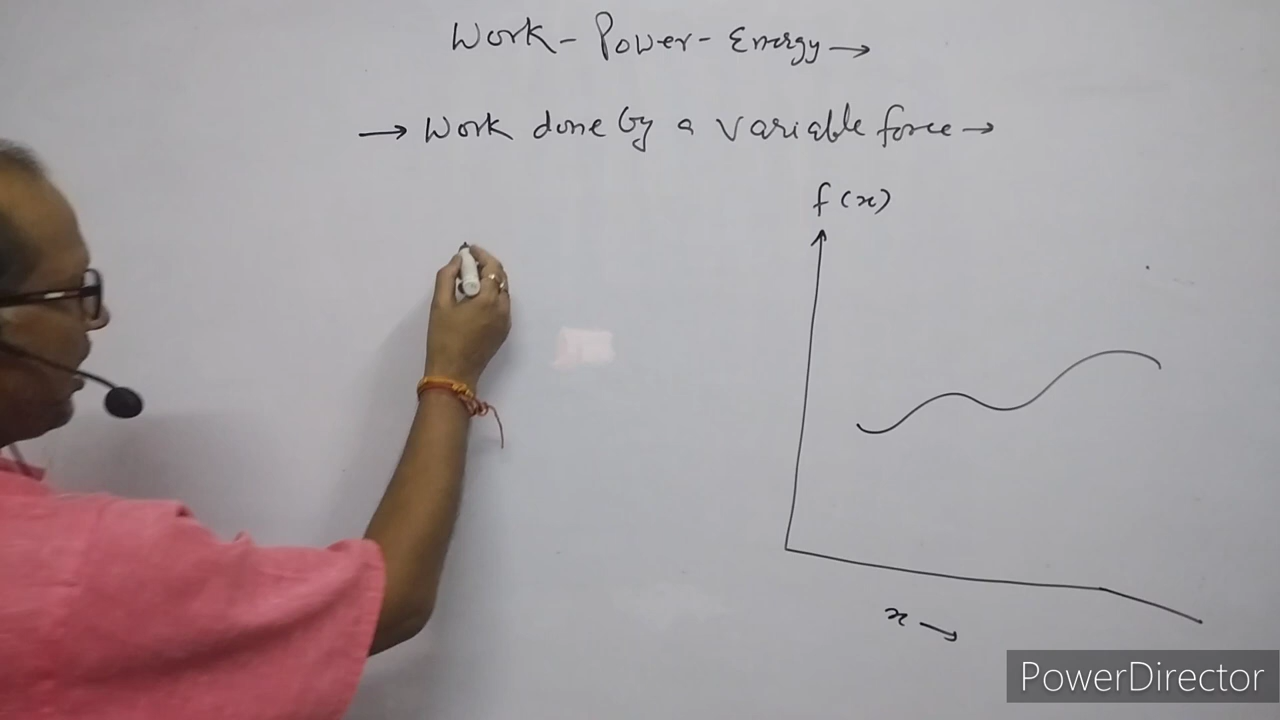 Work - Power - Energy →
→ Work done by a variable force →
f(x)
x →
PowerDirector